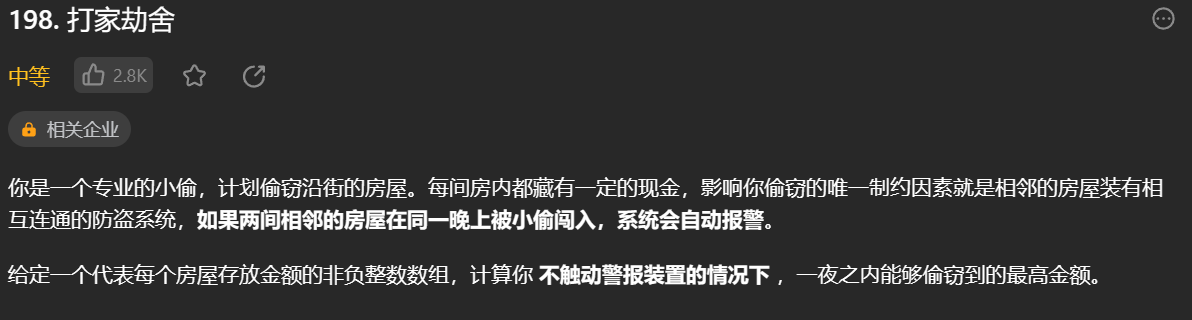 198. 打家劫舍
中等
2.8K
相关企业
你是一个专业的小偷，计划偷窃沿街的房屋。每间房内都藏有一定的现金，影响你偷窃的唯一制约因素就是相邻的房屋装有相
互连通的防盗系统，如果两间相邻的房屋在同一晚上被小偷闯入，系统会自动报警。
给定一个代表每个房屋存放金额的非负整数数组，计算你 不触动警报装置的情况下 ，一夜之内能够偷窃到的最高金额。